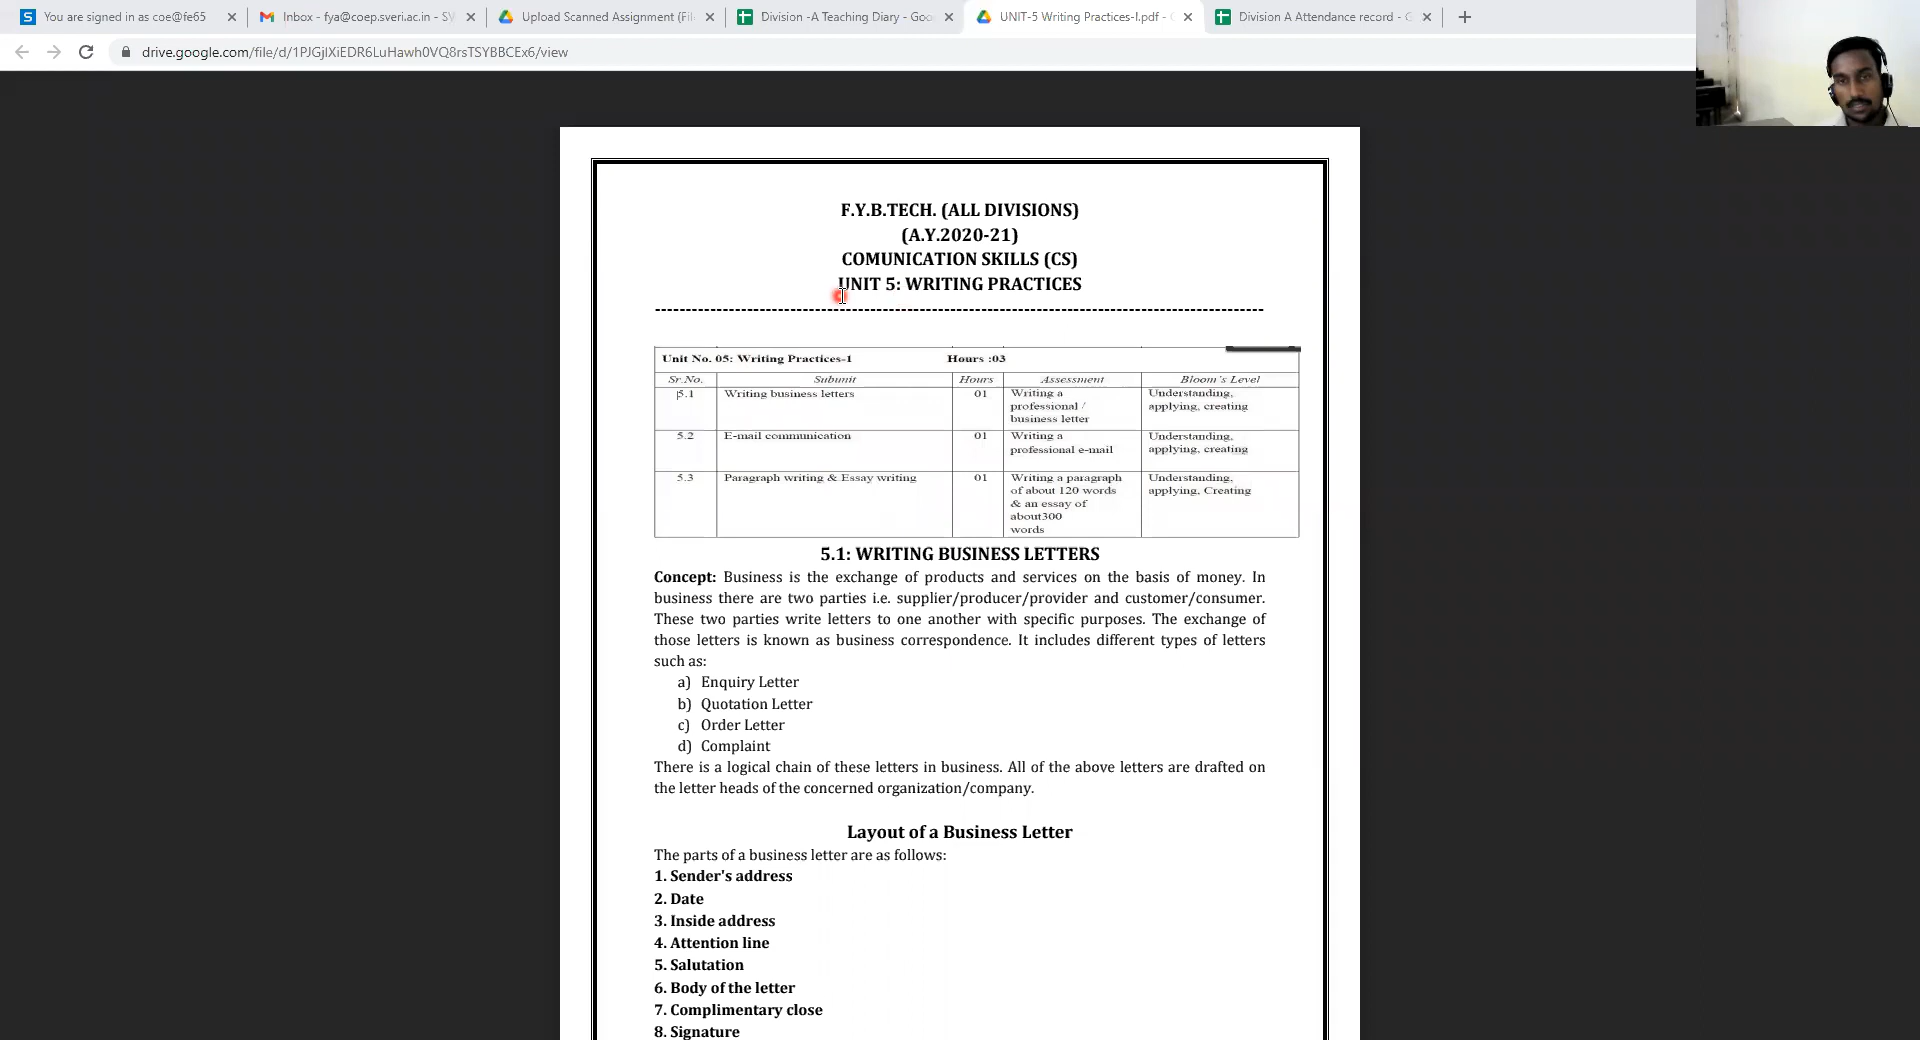 You are signed in as coe@fe65
Inbox - fya@coep.sveri.ac.in - SV
Upload Scanned Assignment (Fil
Division -A Teaching Diary - Goo
UNIT-5 Writing Practices-I.pdf - G
Division A Attendance record - G
drive.google.com/file/d/1PJGjlXiEDR6LuHawh0VQ8rsTSYBBCEx6/view
F.Y.B.TECH. (ALL DIVISIONS)
(A.Y.2020-21)
COMUNICATION SKILLS (CS)
UNIT 5: WRITING PRACTICES
Unit No. 05: Writing Practices-1 Hours :03
Sr.No. Subunit Hours Assessment Bloom's Level
5.1 Writing business letters 01 Writing a professional / business letter Understanding, applying, creating
5.2 E-mail communication 01 Writing a professional e-mail Understanding, applying, creating
5.3 Paragraph writing & Essay writing 01 Writing a paragraph of about 120 words & an essay of about300 words Understanding, applying, Creating
5.1: WRITING BUSINESS LETTERS
Concept: Business is the exchange of products and services on the basis of money. In
business there are two parties i.e. supplier/producer/provider and customer/consumer.
These two parties write letters to one another with specific purposes. The exchange of
those letters is known as business correspondence. It includes different types of letters
such as:
a) Enquiry Letter
b) Quotation Letter
c) Order Letter
d) Complaint
There is a logical chain of these letters in business. All of the above letters are drafted on
the letter heads of the concerned organization/company.
Layout of a Business Letter
The parts of a business letter are as follows:
1. Sender's address
2. Date
3. Inside address
4. Attention line
5. Salutation
6. Body of the letter
7. Complimentary close
8. Signature